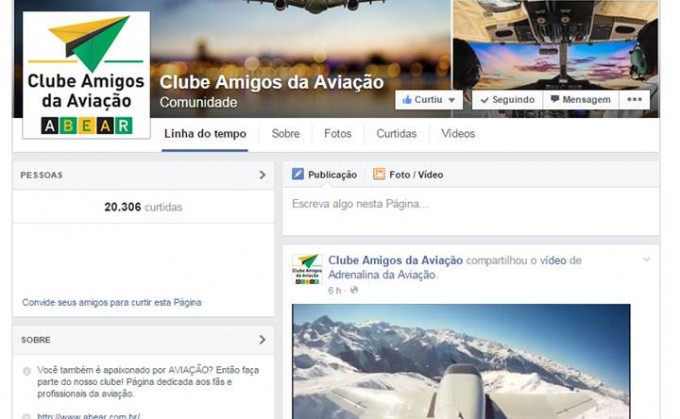 Clube Amigos
da Aviação
ABEAR
Clube Amigos da Aviação
Comunidade
Curtiu
Seguindo
Mensagem
Linha do tempo
Sobre
Fotos
Curtidas
Vídeos
PESSOAS
20.306 curtidas
Convide seus amigos para curtir esta Página
SOBRE
Você também é apaixonado por AVIAÇÃO? Então faça
parte do nosso clube! Página dedicada aos fãs e
profissionais da aviação.
http://www.abear.com.br/
Publicação
Foto / Vídeo
Escreva algo nesta Página...
Clube Amigos
da Aviação
ABEAR
Clube Amigos da Aviação compartilhou o vídeo de
Adrenalina da Aviação.
6 h ·